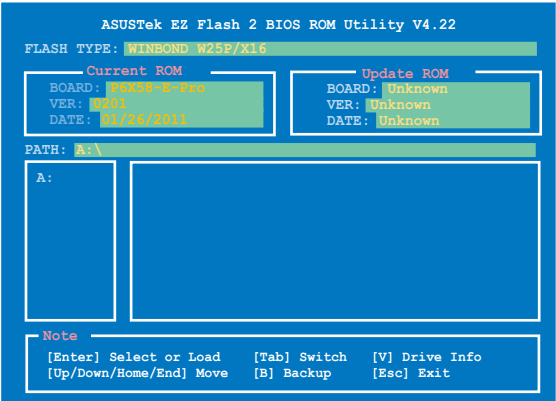 ASUSTek EZ Flash 2 BIOS ROM Utility V4.22
FLASH TYPE: WINBOND W25P/X16
Current ROM
BOARD: P6X58-E-Pro
VER: 0201
DATE: 01/26/2011
Update ROM
BOARD: Unknown
VER: Unknown
DATE: Unknown
PATH: A:\
A:
Note
[Enter] Select or Load [Tab] Switch [V] Drive Info
[Up/Down/Home/End] Move [B] Backup [Esc] Exit